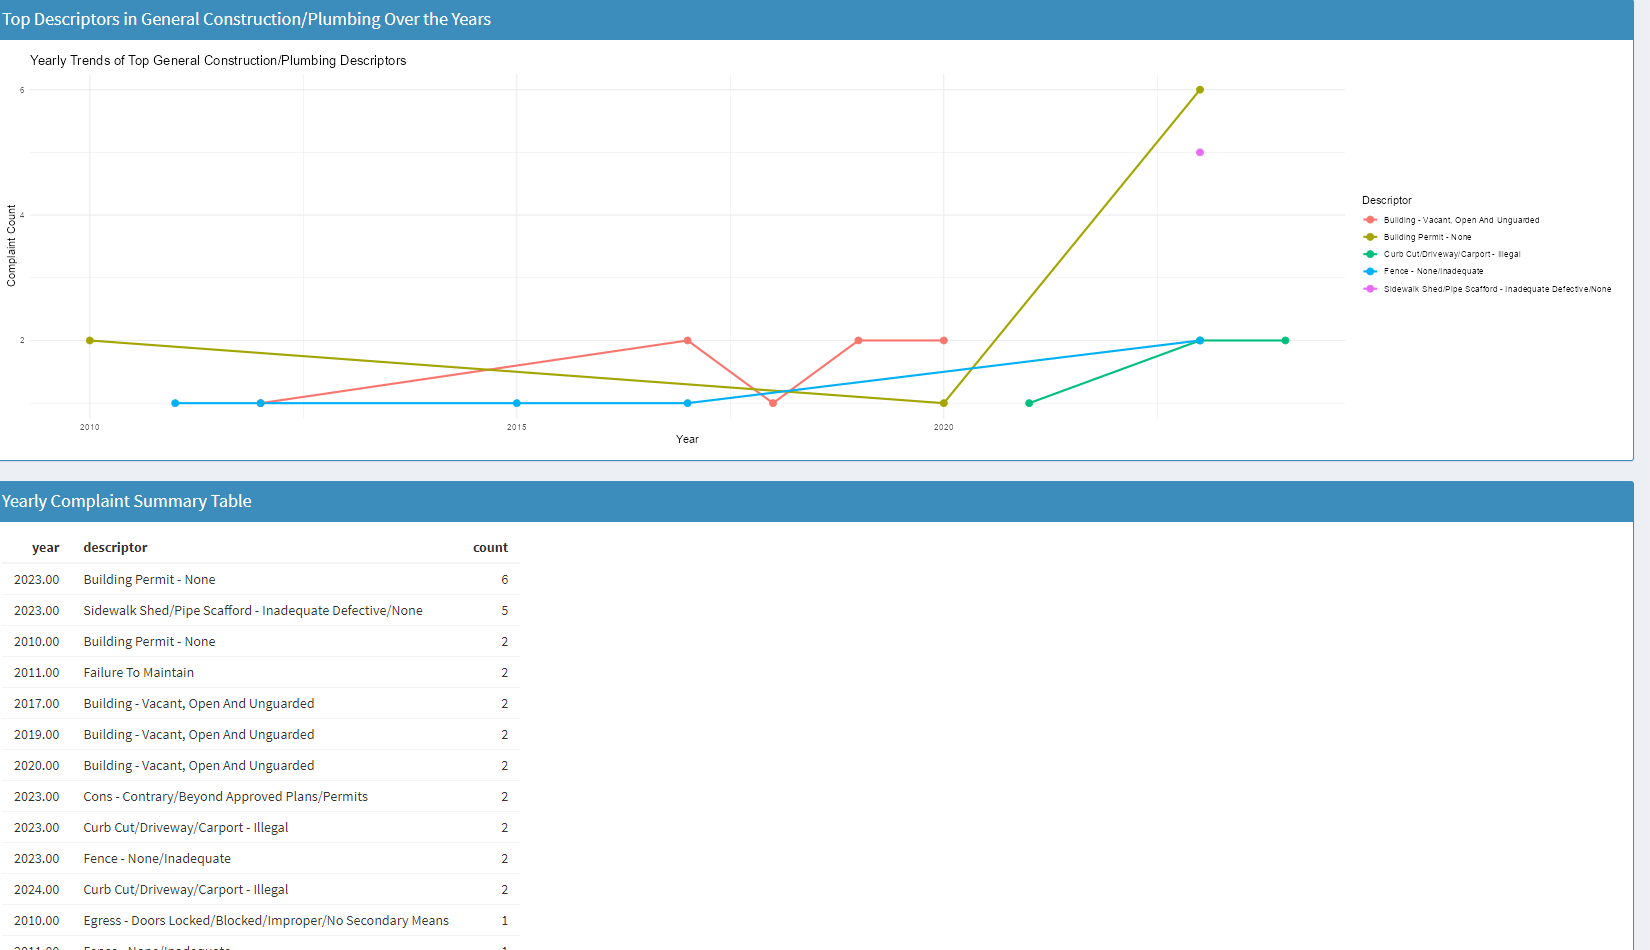 Top Descriptors in General Construction/Plumbing Over the Years
Yearly Trends of Top General Construction/Plumbing Descriptors
6
4
2
Complaint Count
2010
2015
2020
Year
Descriptor
Building - Vacant, Open And Unguarded
Building Permit - None
Curb Cut/Driveway/Carport - Illegal
Fence - None/Inadequate
Sidewalk Shed/Pipe Scafford - Inadequate Defective/None
Yearly Complaint Summary Table
year descriptor count
2023.00 Building Permit - None 6
2023.00 Sidewalk Shed/Pipe Scafford - Inadequate Defective/None 5
2010.00 Building Permit - None 2
2011.00 Failure To Maintain 2
2017.00 Building - Vacant, Open And Unguarded 2
2019.00 Building - Vacant, Open And Unguarded 2
2020.00 Building - Vacant, Open And Unguarded 2
2023.00 Cons - Contrary/Beyond Approved Plans/Permits 2
2023.00 Curb Cut/Driveway/Carport - Illegal 2
2023.00 Fence - None/Inadequate 2
2024.00 Curb Cut/Driveway/Carport - Illegal 2
2010.00 Egress - Doors Locked/Blocked/Improper/No Secondary Means 1
2011.00 Fence - None/Inadequate 1